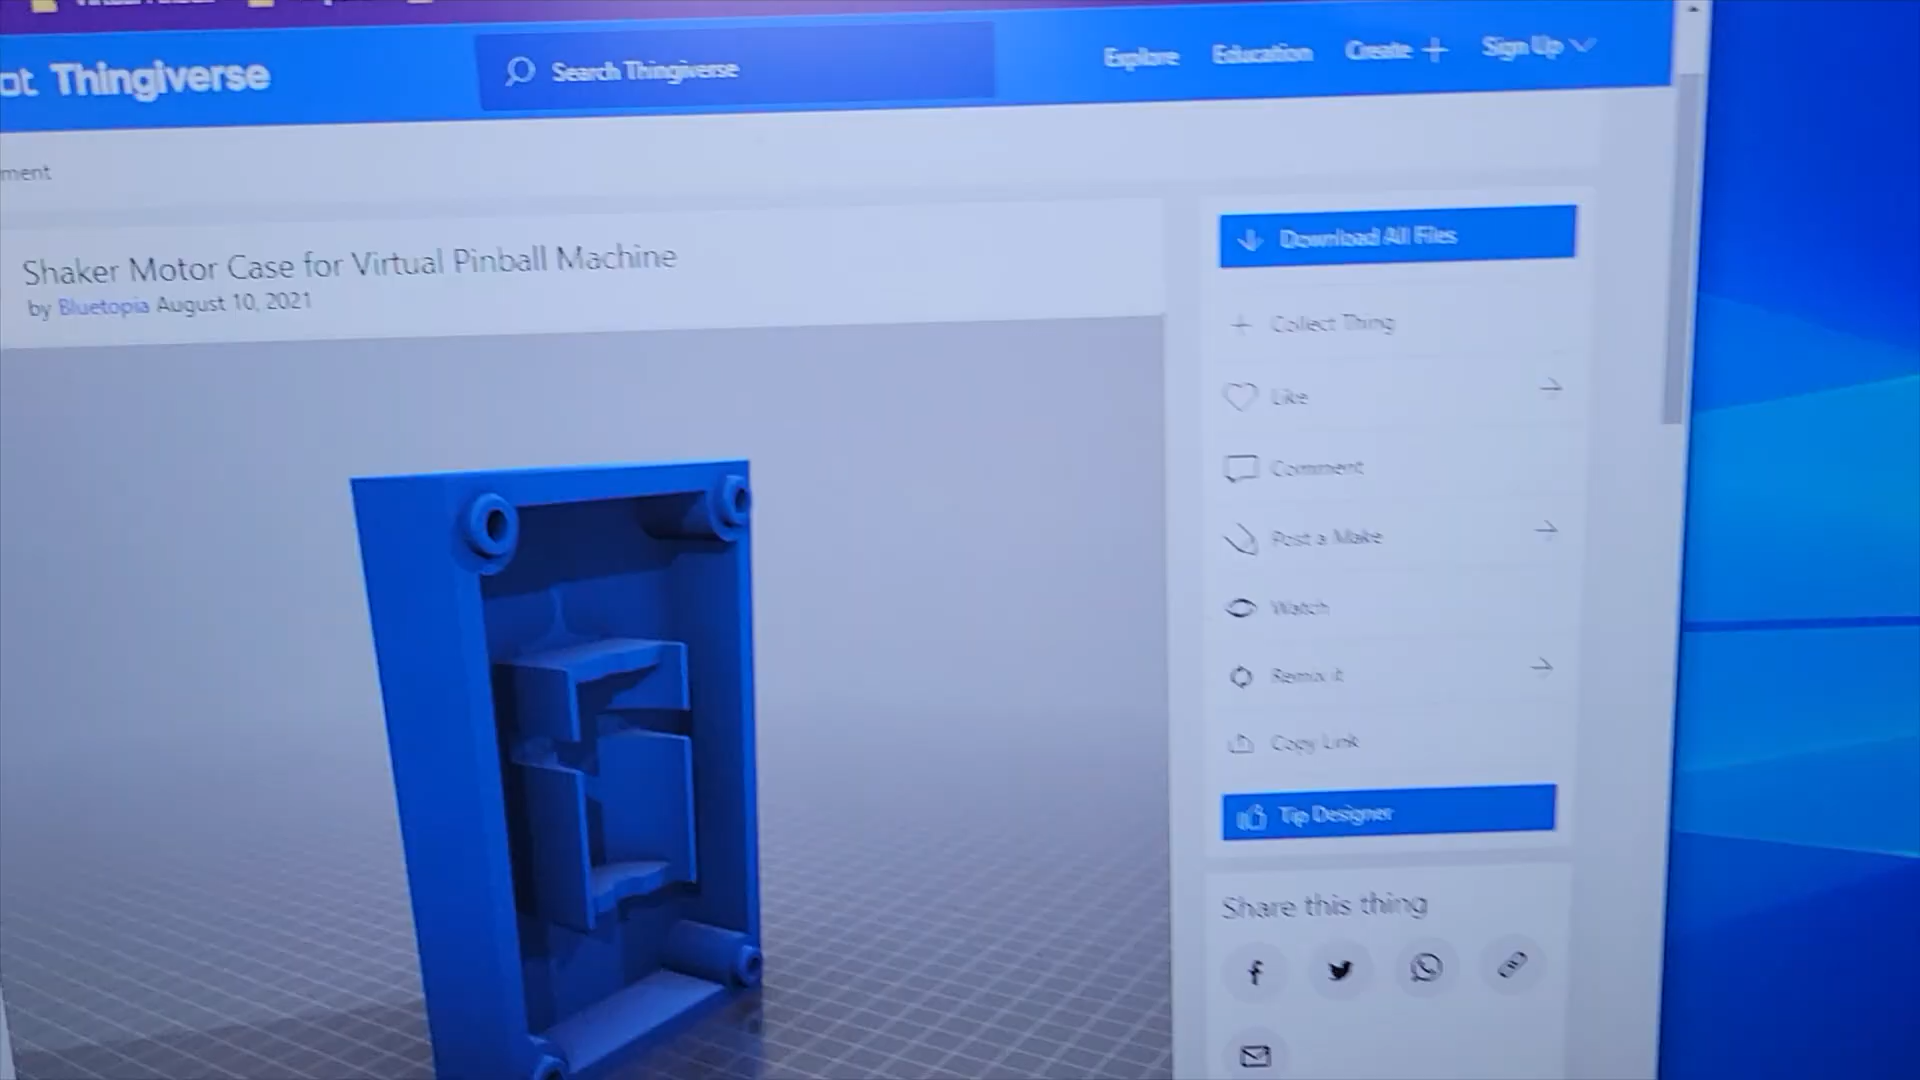 ot Thingiverse
Search Thingiverse
Explore
Education
Create
Sign Up
ment
Shaker Motor Case for Virtual Pinball Machine
by Bluetopia August 10, 2021
Download All Files
Collect Thing
Like
Comment
Post a Make
Watch
Remix it
Copy Link
Tip Designer
Share this thing